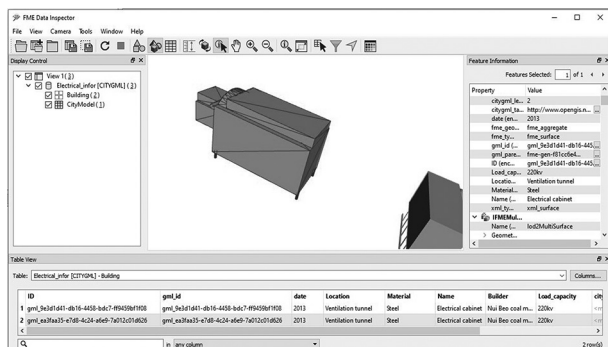 FME Data Inspector
File View Camera Tools Window Help
Display Control
View 1 (3)
Electrical_infor [CITYGML] (3)
Building (2)
CityModel (1)
Feature Information
Features Selected: 1 of 1
Property Value
citygml_le... 2
citygml_ta... http://www.opengis.n...
date (en... 2013
fme_geo... fme_aggregate
fme_ty... fme_surface
gml_id ( gml_9e3d1d41-db16-445...
gml_pare... fme-gen-f81cc6e4...
ID (enc... gml_9e3d1d41-db16-445...
Load_cap... 220kv
Locatio... Ventilation tunnel
Material... Steel
Name (... Electrical cabinet
xml_ty... xml_surface
IFMEMul... lod2MultiSurface
Geomet...
Table View
Table: Electrical_infor [CITYGML] - Building
Columns...
ID gml_id date Location Material Name Builder Load_capacity city
1 gml_9e3d1d41-db16-4458-bdc7-ff9459bf1f08 gml_9e3d1d41-db16-4458-bdc7-ff9459bf1f08 2013 Ventilation tunnel Steel Electrical cabinet Nui Beo coal m... 220kv
2 gml_ea3faa35-e7d8-4c24-a6e9-7a012c01d626 gml_ea3faa35-e7d8-4c24-a6e9-7a012c01d626 2013 Ventilation tunnel Steel Electrical cabinet Nui Beo coal m... 220kv
in any column
2 row(s)